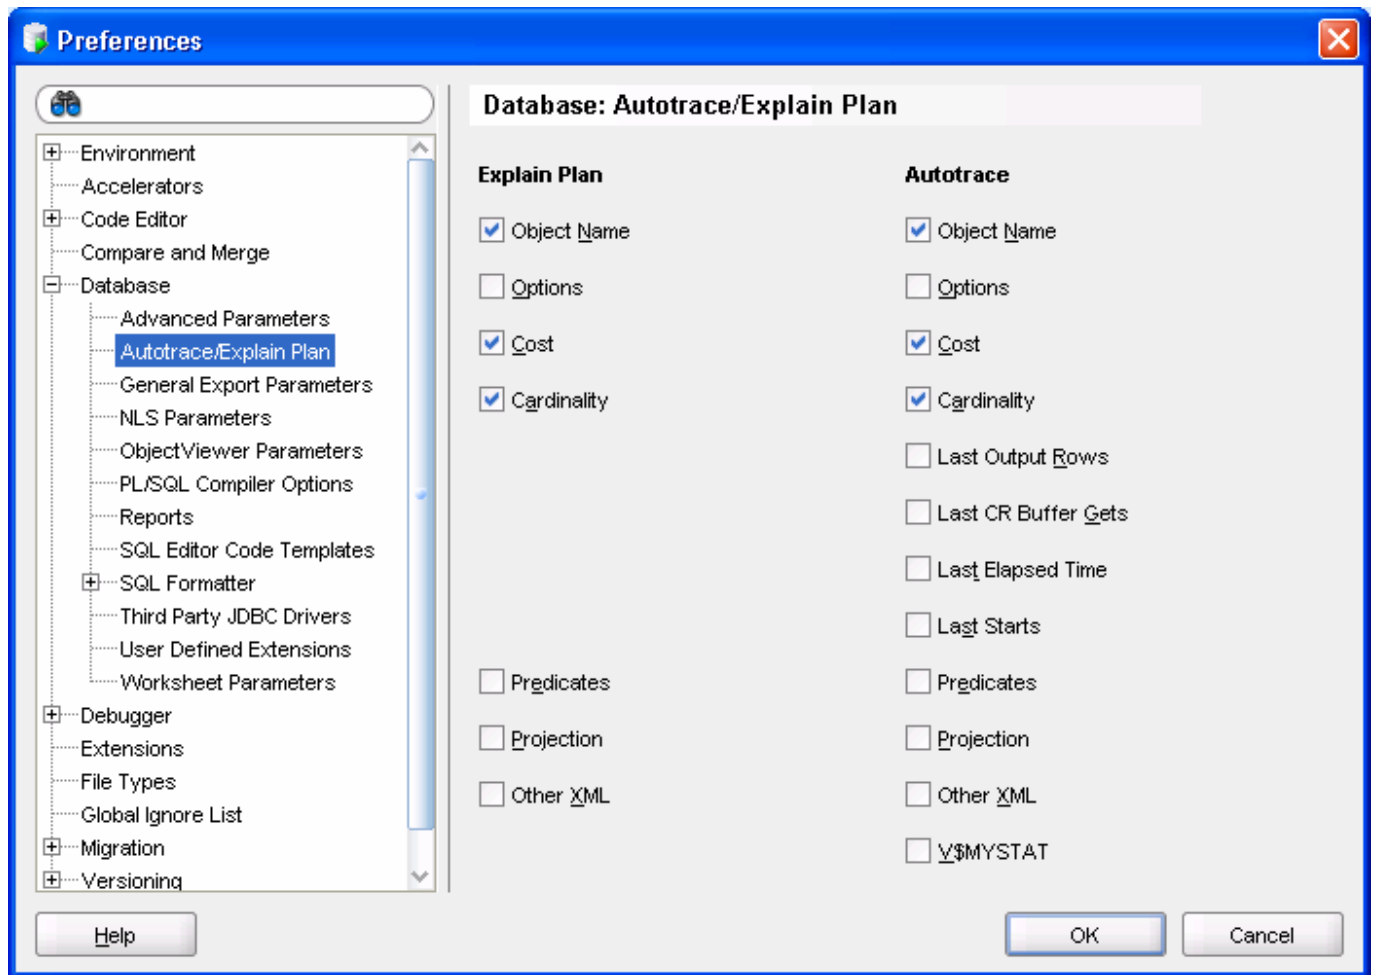 Preferences
Environment
Accelerators
Code Editor
Compare and Merge
Database
Advanced Parameters
Autotrace/Explain Plan
General Export Parameters
NLS Parameters
ObjectViewer Parameters
PL/SQL Compiler Options
Reports
SQL Editor Code Templates
SQL Formatter
Third Party JDBC Drivers
User Defined Extensions
Worksheet Parameters
Debugger
Extensions
File Types
Global Ignore List
Migration
Versioning
Database: Autotrace/Explain Plan
Explain Plan
Object Name
Options
Cost
Cardinality
Predicates
Projection
Other XML
Autotrace
Object Name
Options
Cost
Cardinality
Last Output Rows
Last CR Buffer Gets
Last Elapsed Time
Last Starts
Predicates
Projection
Other XML
V$MYSTAT
Help
OK
Cancel